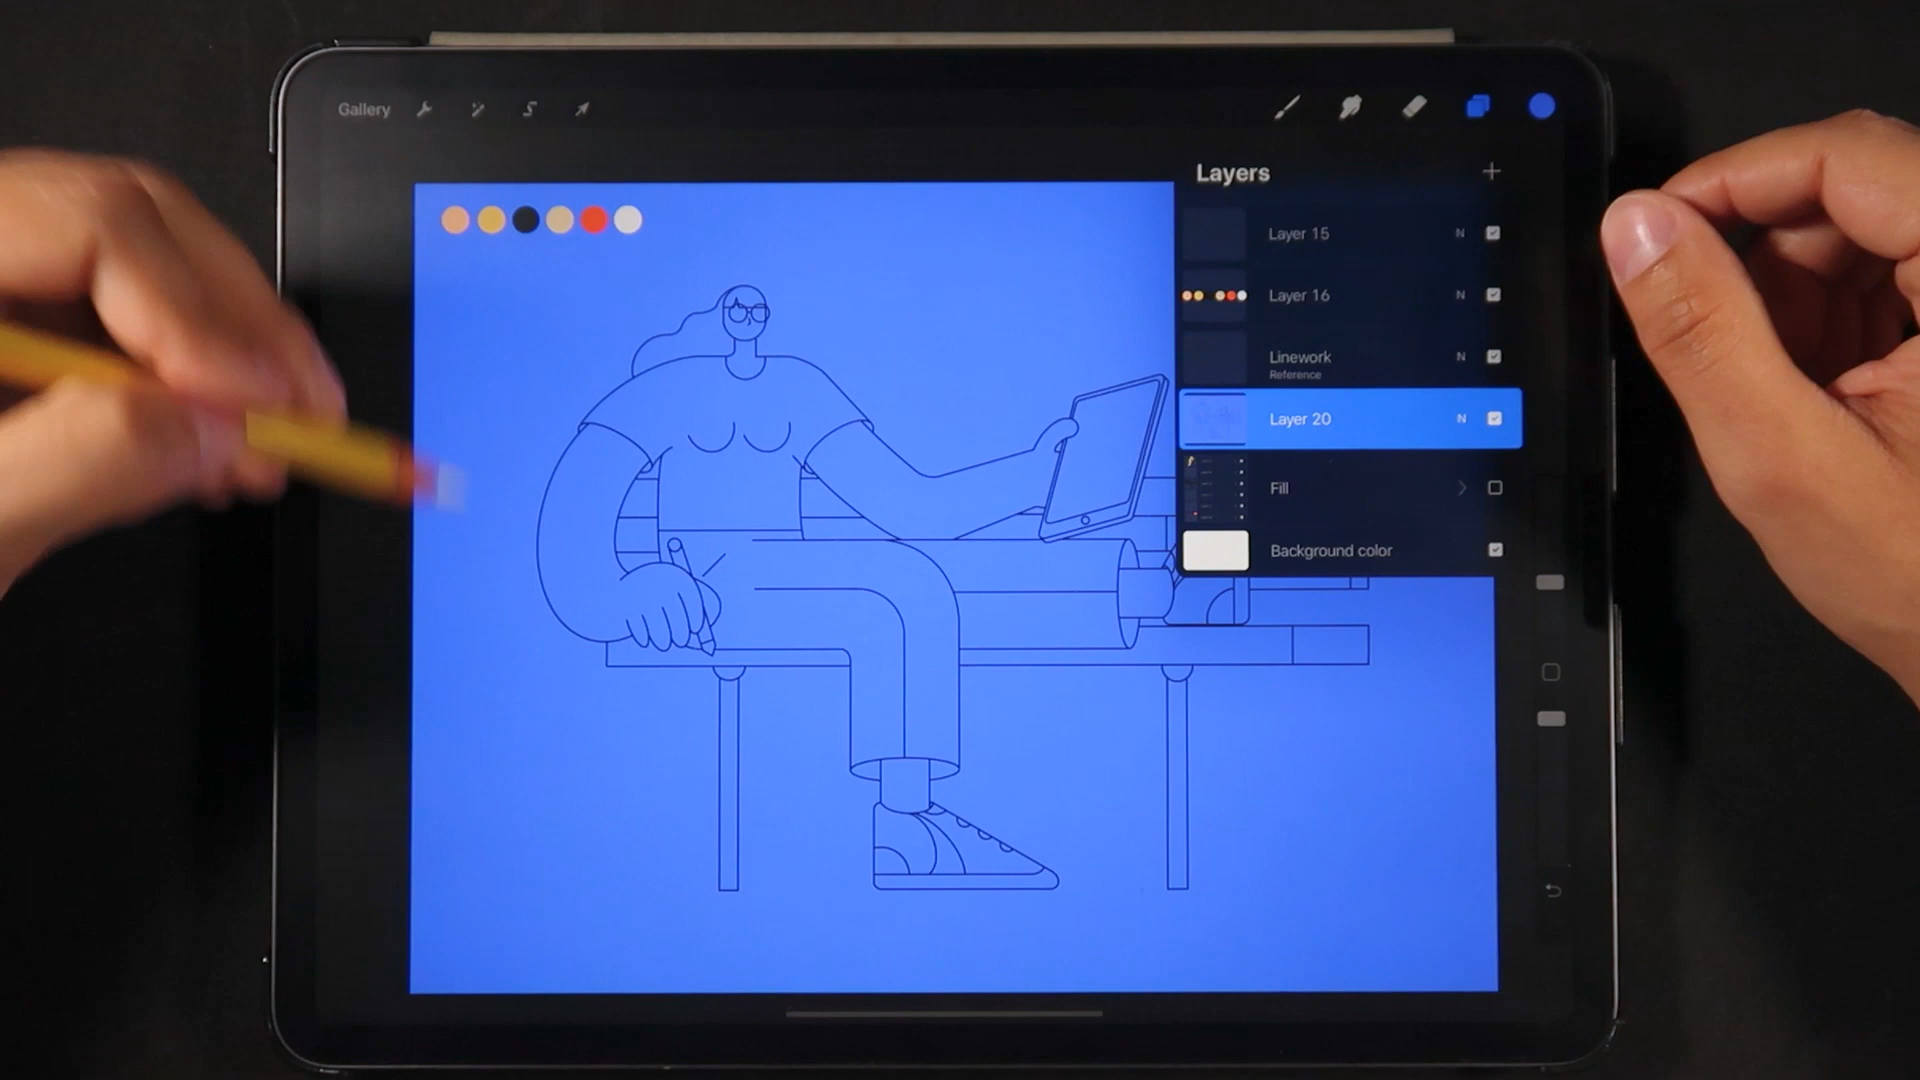 Gallery
Layers
Layer 15 N
Layer 16 N
Linework N
Reference
Layer 20 N
Fill
Background color